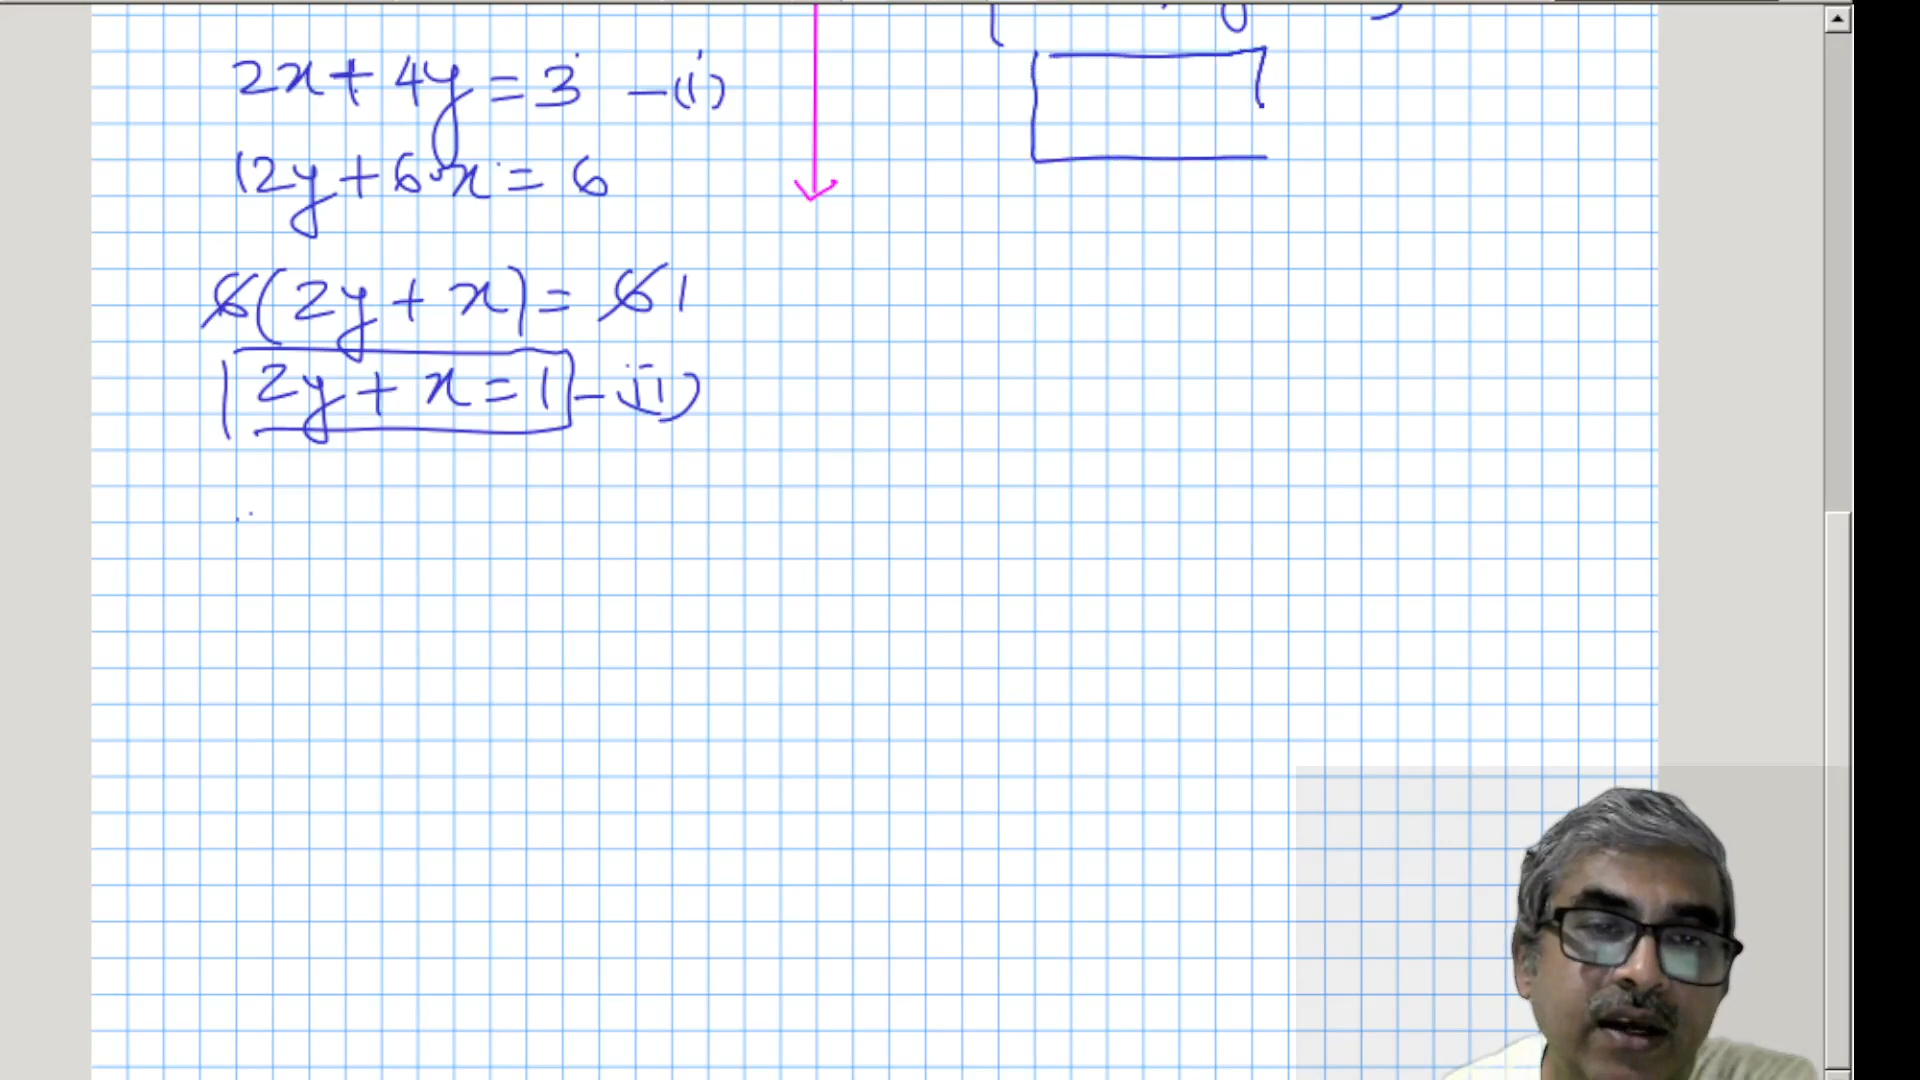 2x + 4y = 3 - (i)
12y + 6x = 6
6(2y + x) = 6 1
2y + x = 1 - ii)